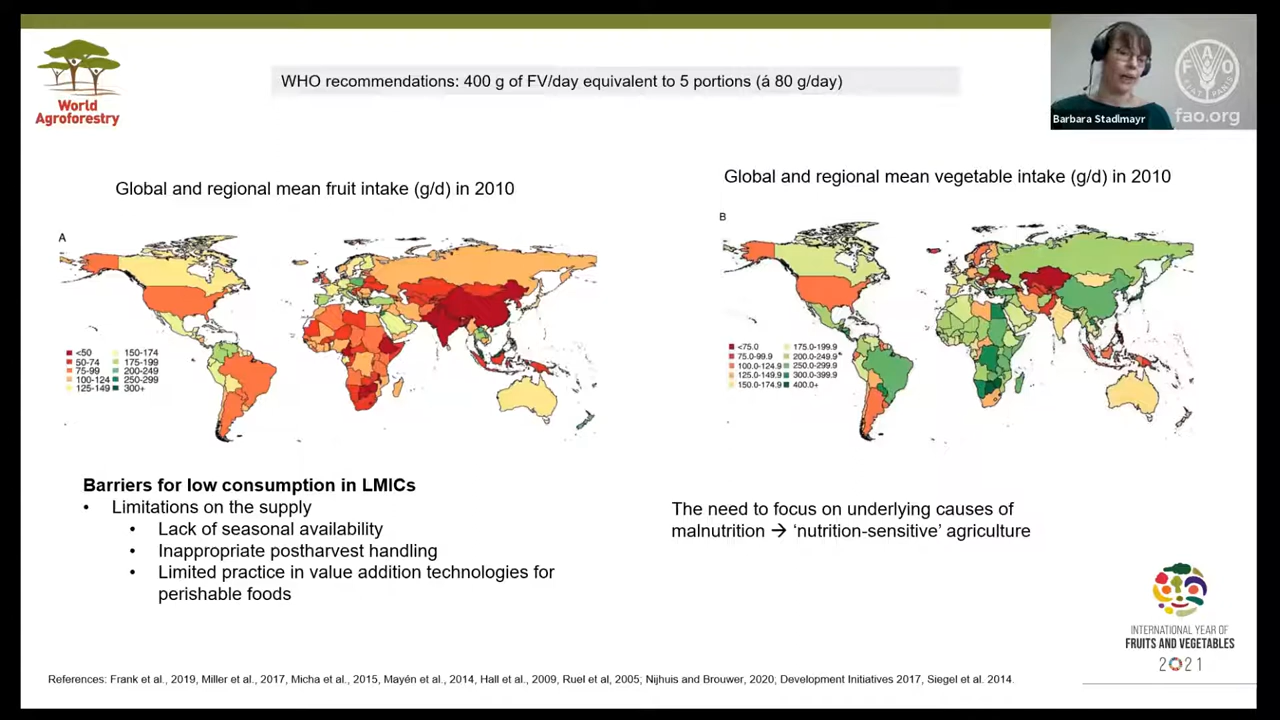 World
Agroforestry
WHO recommendations: 400 g of FV/day equivalent to 5 portions (á 80 g/day)
FAO
FIAT PANIS
fao.org
Barbara Stadlmayr
Global and regional mean fruit intake (g/d) in 2010
Global and regional mean vegetable intake (g/d) in 2010
A
<50
50-74
75-99
100-124
125-149
150-174
175-199
200-249
250-299
300+
B
<75.0
75.0-99.9
100.0-124.9
125.0-149.9
150.0-174.9
175.0-199.9
200.0-249.9
250.0-299.9
300.0-399.9
400.0+
Barriers for low consumption in LMICs
• Limitations on the supply
• Lack of seasonal availability
• Inappropriate postharvest handling
• Limited practice in value addition technologies for
perishable foods
The need to focus on underlying causes of
malnutrition → ‘nutrition-sensitive’ agriculture
INTERNATIONAL YEAR OF
FRUITS AND VEGETABLES
2021
References: Frank et al., 2019, Miller et al., 2017, Micha et al., 2015, Mayén et al., 2014, Hall et al., 2009, Ruel et al, 2005; Nijhuis and Brouwer, 2020; Development Initiatives 2017, Siegel et al. 2014.